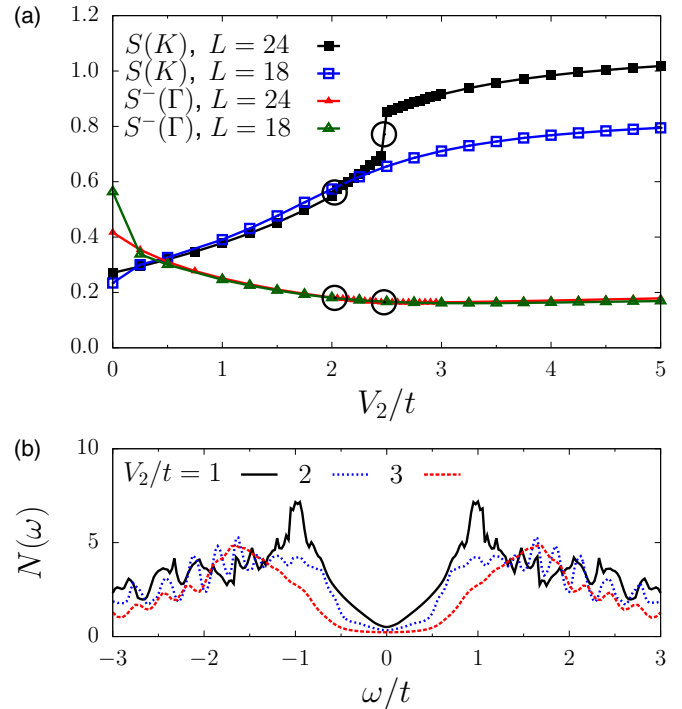 (a)
1.2
1.0
0.8
0.6
0.4
0.2
0.0
S(K), L = 24
S(K), L = 18
S⁻(Γ), L = 24
S⁻(Γ), L = 18
0 1 2 3 4 5
V₂/t
(b)
10
5
0
N(ω)
V₂/t = 1 2 3
−3 −2 −1 0 1 2 3
ω/t